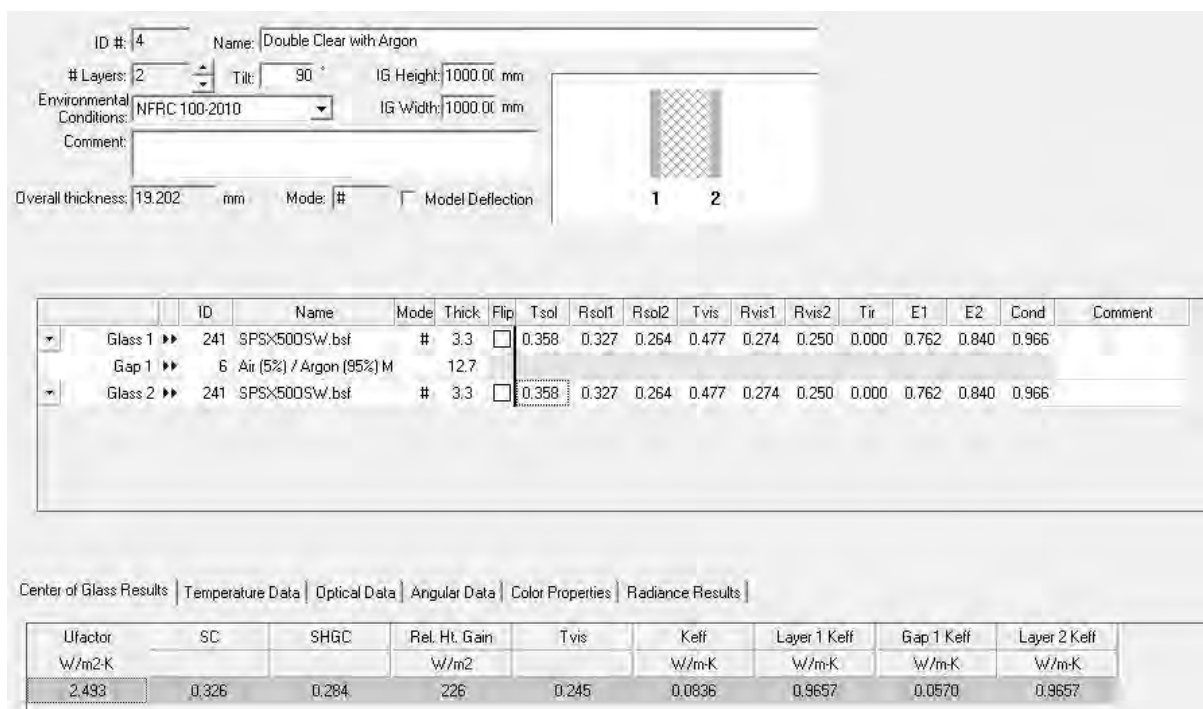 ID #: 4 Name: Double Clear with Argon
# Layers: 2 Tilt: 90 ° IG Height: 1000.00 mm
Environmental Conditions: NFRC 100-2010 IG Width: 1000.00 mm
Comment:
Overall thickness: 19.202 mm Mode: # Model Deflection
1 2
ID Name Mode Thick Flip Tsol Rsol1 Rsol2 Tvis Rvis1 Rvis2 Tir E1 E2 Cond Comment
Glass 1 ▸▸ 241 SPSX500SW.bsf # 3.3 0.358 0.327 0.264 0.477 0.274 0.250 0.000 0.762 0.840 0.966
Gap 1 ▸▸ 6 Air (5%) / Argon (95%) M 12.7
Glass 2 ▸▸ 241 SPSX500SW.bsf # 3.3 0.358 0.327 0.264 0.477 0.274 0.250 0.000 0.762 0.840 0.966
Center of Glass Results Temperature Data Optical Data Angular Data Color Properties Radiance Results
Ufactor SC SHGC Rel. Ht. Gain Tvis Keff Layer 1 Keff Gap 1 Keff Layer 2 Keff
W/m2-K W/m2 W/m-K W/m-K W/m-K W/m-K
2.493 0.326 0.284 226 0.245 0.0836 0.9657 0.0570 0.9657